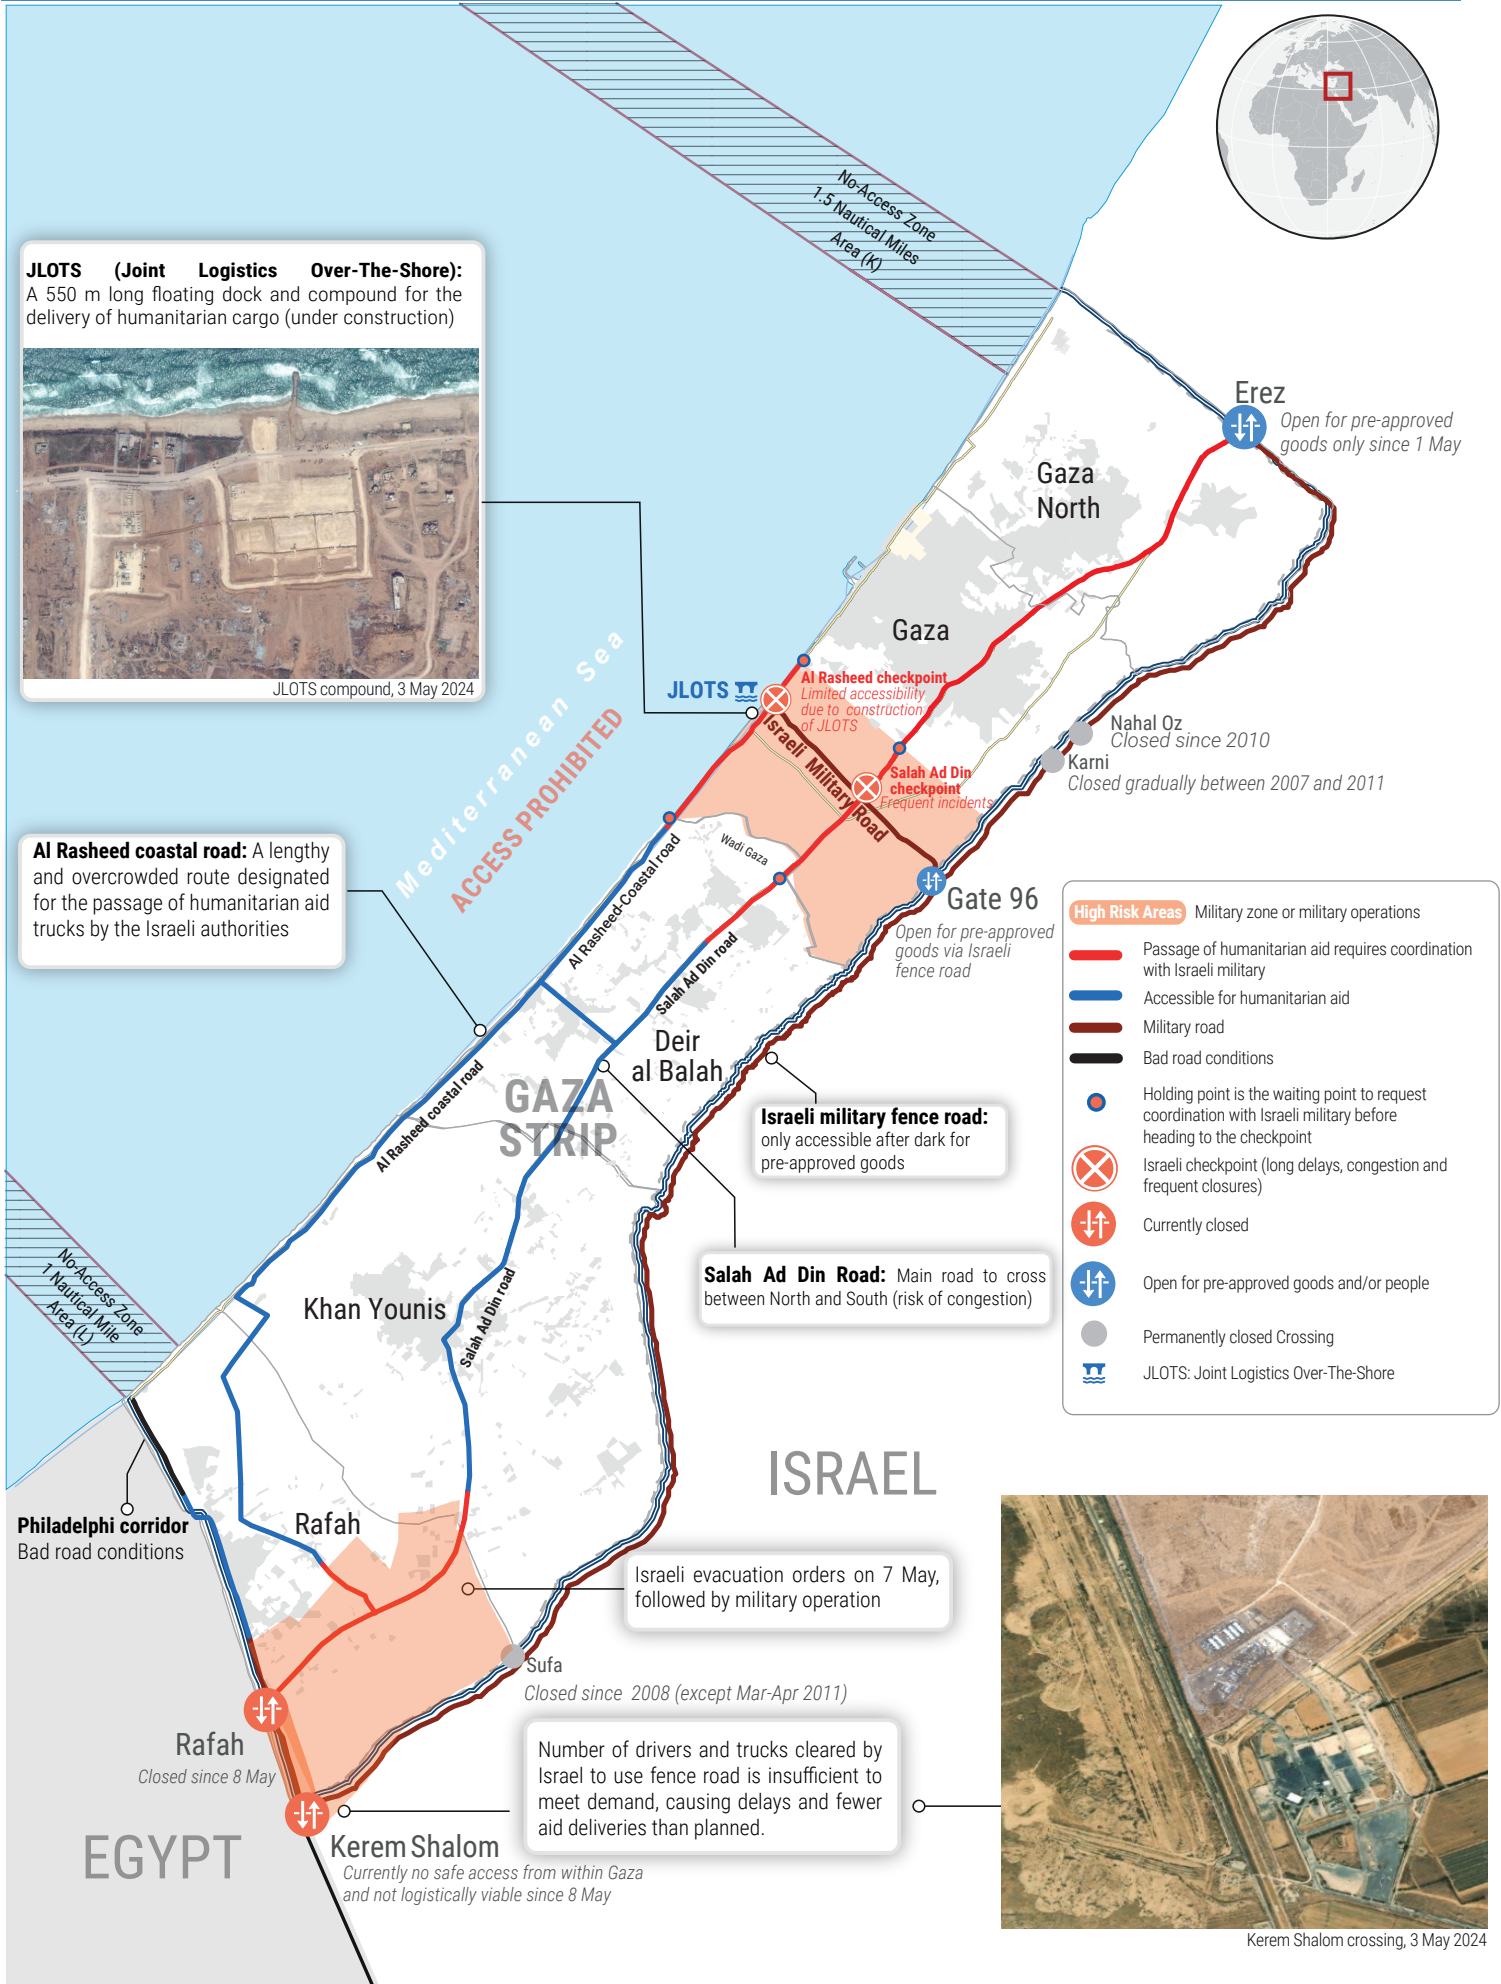 No-Access Zone
1.5 Nautical Miles
Area (K)
JLOTS (Joint Logistics Over-The-Shore):
A 550 m long floating dock and compound for the
delivery of humanitarian cargo (under construction)
JLOTS compound, 3 May 2024
Erez
Open for pre-approved
goods only since 1 May
Gaza
North
Gaza
Mediterranean Sea
ACCESS PROHIBITED
JLOTS
Al Rasheed checkpoint
Limited accessibility
due to construction
of JLOTS
Israeli Military Road
Salah Ad Din
checkpoint
Frequent incidents
Nahal Oz
Closed since 2010
Karni
Closed gradually between 2007 and 2011
Wadi Gaza
Al Rasheed coastal road: A lengthy
and overcrowded route designated
for the passage of humanitarian aid
trucks by the Israeli authorities
Al Rasheed-Coastal road
Salah Ad Din road
Gate 96
Open for pre-approved
goods via Israeli
fence road
High Risk Areas Military zone or military operations
Passage of humanitarian aid requires coordination
with Israeli military
Accessible for humanitarian aid
Military road
Bad road conditions
Holding point is the waiting point to request
coordination with Israeli military before
heading to the checkpoint
Israeli checkpoint (long delays, congestion and
frequent closures)
Currently closed
Open for pre-approved goods and/or people
Permanently closed Crossing
JLOTS: Joint Logistics Over-The-Shore
Deir
al Balah
GAZA
STRIP
Al Rasheed coastal road
Israeli military fence road:
only accessible after dark for
pre-approved goods
Salah Ad Din Road: Main road to cross
between North and South (risk of congestion)
No-Access Zone
1 Nautical Mile
Area (L)
Khan Younis
Salah Ad Din road
ISRAEL
Philadelphi corridor
Bad road conditions
Rafah
Israeli evacuation orders on 7 May,
followed by military operation
Sufa
Closed since 2008 (except Mar-Apr 2011)
Rafah
Closed since 8 May
Number of drivers and trucks cleared by
Israel to use fence road is insufficient to
meet demand, causing delays and fewer
aid deliveries than planned.
EGYPT
Kerem Shalom
Currently no safe access from within Gaza
and not logistically viable since 8 May
Kerem Shalom crossing, 3 May 2024